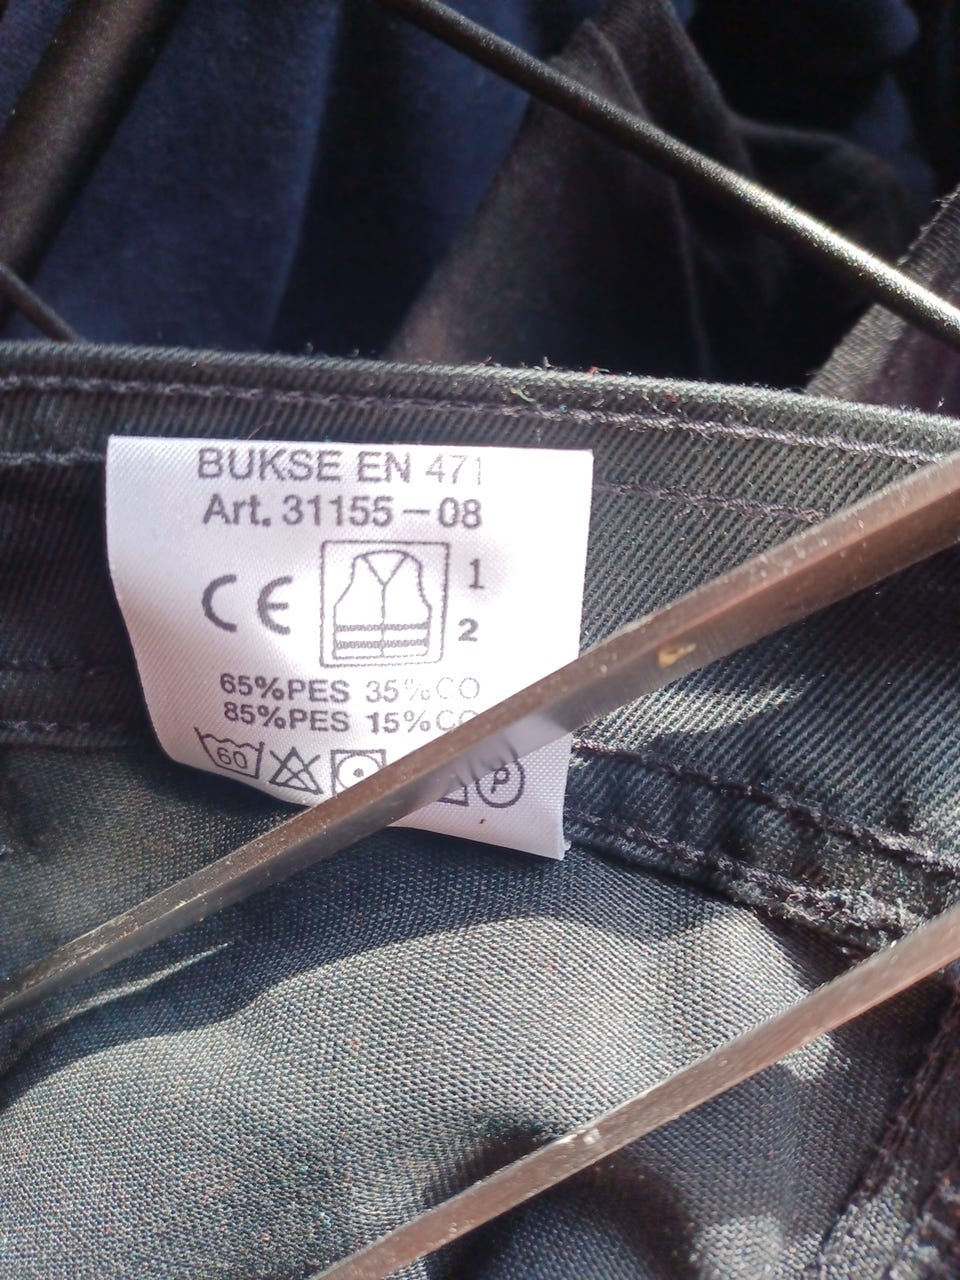 BUKSE EN 471
Art. 31155-08
CE
1
2
65%PES 35%CO
85%PES 15%CO
60
P